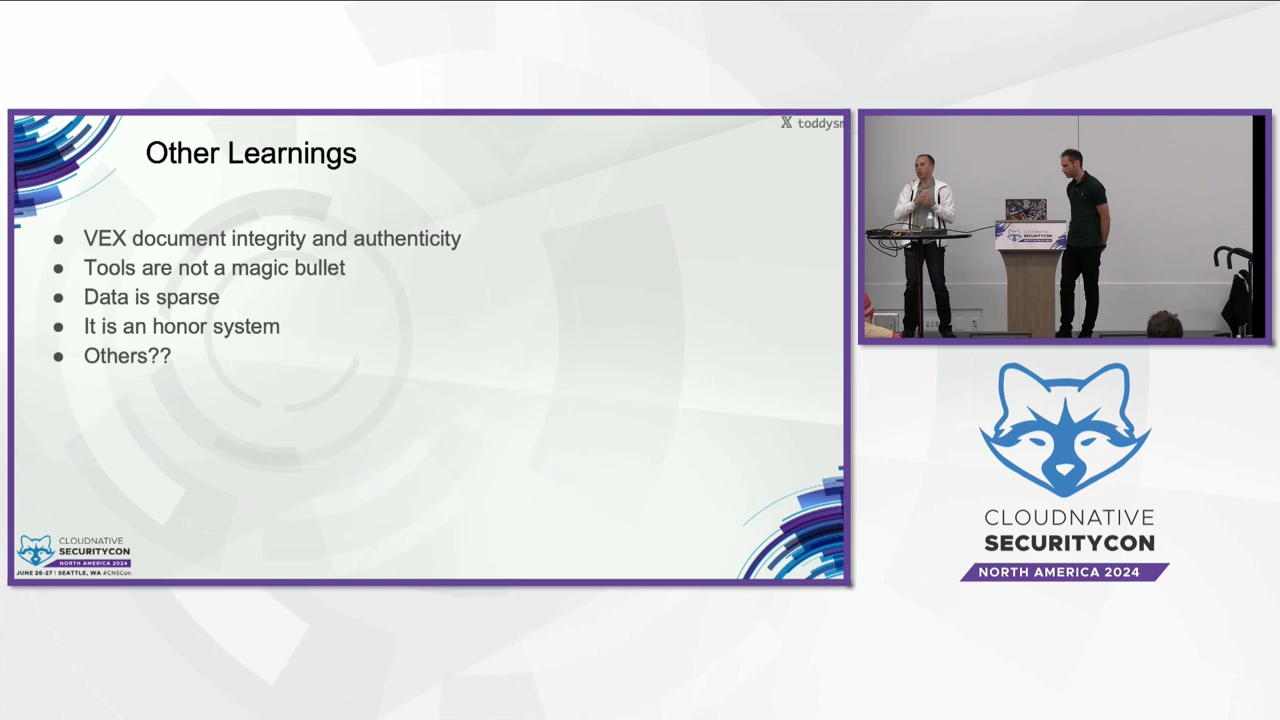 X toddysm
Other Learnings
● VEX document integrity and authenticity
● Tools are not a magic bullet
● Data is sparse
● It is an honor system
● Others??
CLOUDNATIVE
SECURITYCON
NORTH AMERICA 2024
JUNE 26-27 | SEATTLE, WA #CNSCon
CLOUDNATIVE
SECURITYCON
NORTH AMERICA 2024